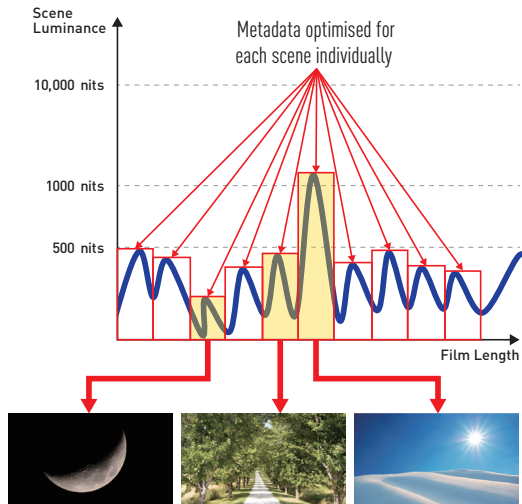 Scene
Luminance
Metadata optimised for
each scene individually
10,000 nits
1000 nits
500 nits
Film Length